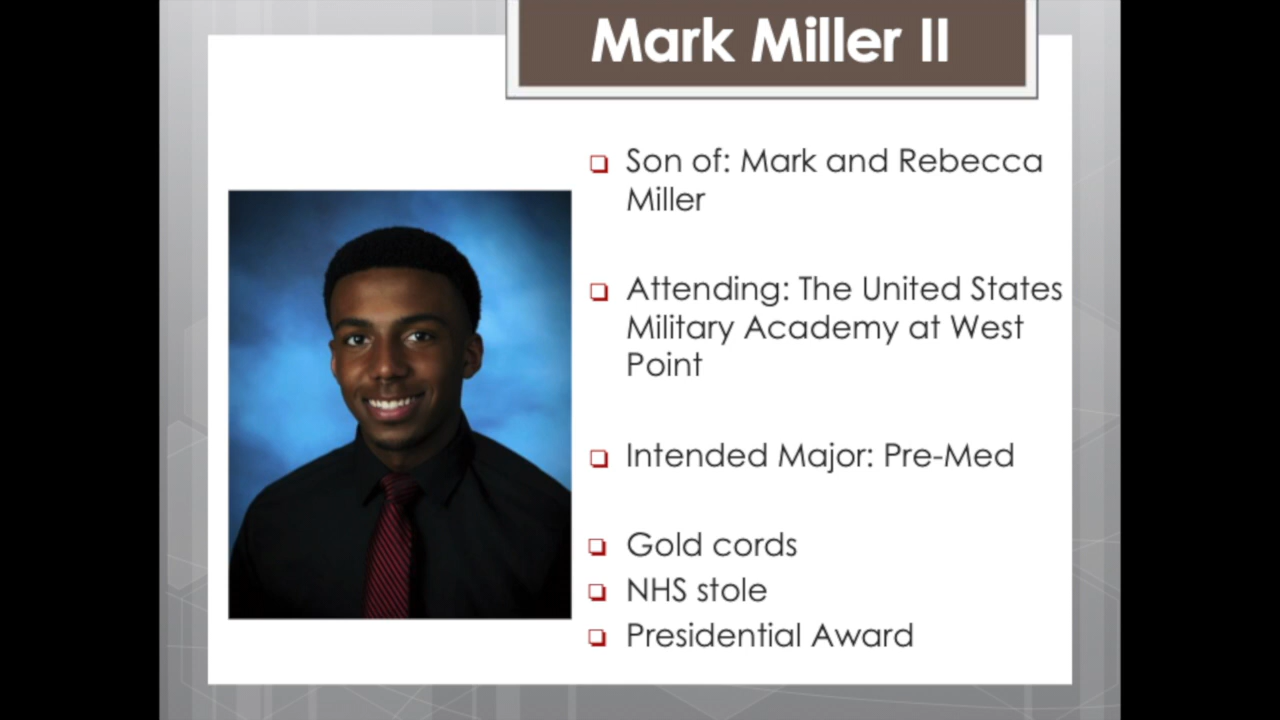 Mark Miller II
Son of: Mark and Rebecca
Miller
Attending: The United States
Military Academy at West
Point
Intended Major: Pre-Med
Gold cords
NHS stole
Presidential Award